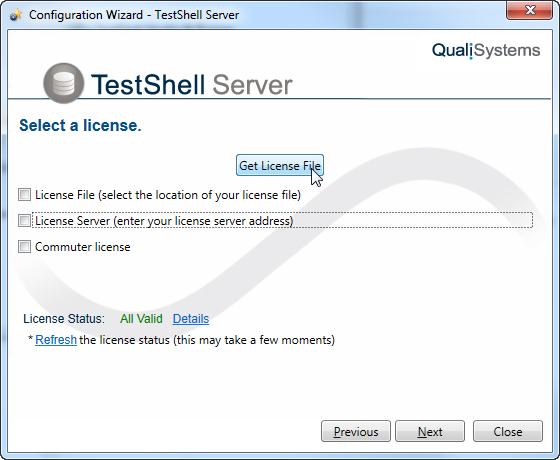 Configuration Wizard - TestShell Server
QualiSystems
TestShell Server
Select a license.
Get License File
License File (select the location of your license file)
License Server (enter your license server address)
Commuter license
License Status: All Valid Details
* Refresh the license status (this may take a few moments)
Previous Next Close